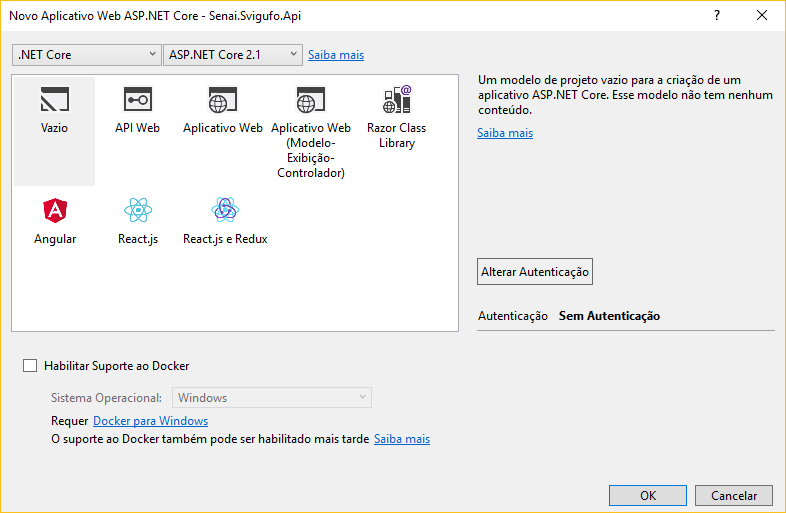 Novo Aplicativo Web ASP.NET Core - Senai.Svigufo.Api
?
.NET Core
ASP.NET Core 2.1
Saiba mais
Vazio
API Web
Aplicativo Web
Aplicativo Web
(Modelo-
Exibição-
Controlador)
Razor Class
Library
Angular
React.js
React.js e Redux
Um modelo de projeto vazio para a criação de um
aplicativo ASP.NET Core. Esse modelo não tem nenhum
conteúdo.
Saiba mais
Alterar Autenticação
Autenticação Sem Autenticação
Habilitar Suporte ao Docker
Sistema Operacional: Windows
Requer Docker para Windows
O suporte ao Docker também pode ser habilitado mais tarde Saiba mais
OK
Cancelar